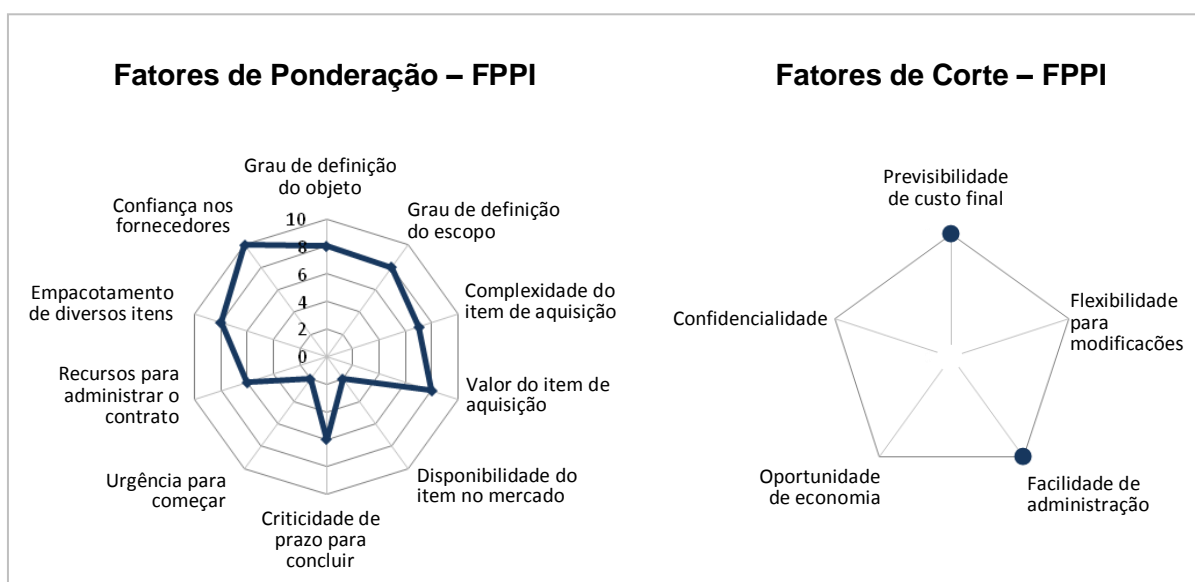 Fatores de Ponderação – FPPI
Grau de definição
do objeto
Grau de definição
do escopo
Complexidade do
item de aquisição
Valor do item de
aquisição
Disponibilidade do
item no mercado
Criticidade de
prazo para
concluir
Urgência para
começar
Recursos para
administrar o
contrato
Empacotamento
de diversos itens
Confiança nos
fornecedores
10
8
6
4
2
0
Fatores de Corte – FPPI
Previsibilidade
de custo final
Flexibilidade
para
modificações
Facilidade de
administração
Oportunidade
de economia
Confidencialidade